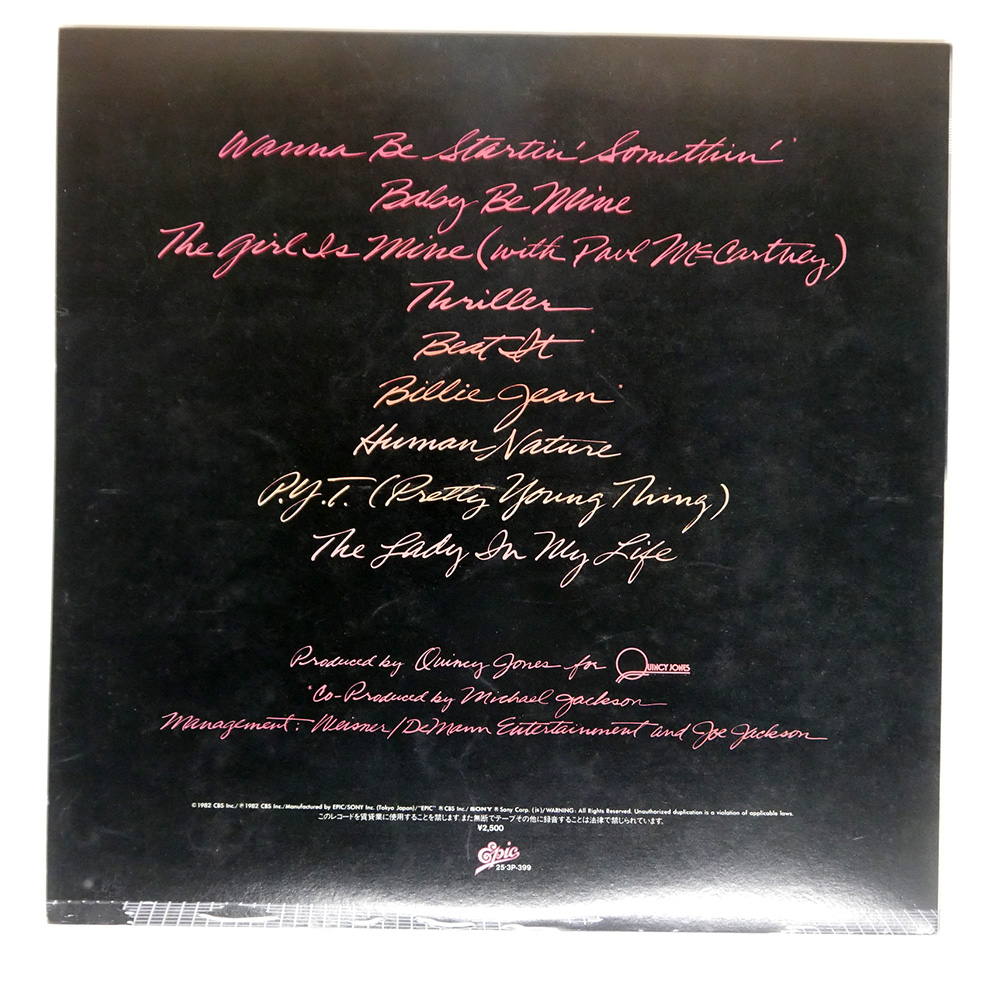 Wanna Be Startin' Somethin'*
Baby Be Mine
The Girl Is Mine (with Paul McCartney)
Thriller
Beat It*
Billie Jean*
Human Nature
P.Y.T. (Pretty Young Thing)
The Lady In My Life
Produced by Quincy Jones for QUINCY JONES
*Co-Produced by Michael Jackson
Management: Weisner/DeMann Entertainment and Joe Jackson
© 1982 CBS Inc./℗ 1982 CBS Inc./Manufactured by EPIC/SONY Inc. (Tokyo Japan)/"EPIC" ® CBS Inc./SONY ® Sony Corp. (is)/WARNING: All Rights Reserved. Unauthorized duplication is a violation of applicable laws.
このレコードを賃貸業に使用することを禁じます.また無断でテープその他に録音することは法律で禁じられています.
¥2,500
Epic
25·3P-399